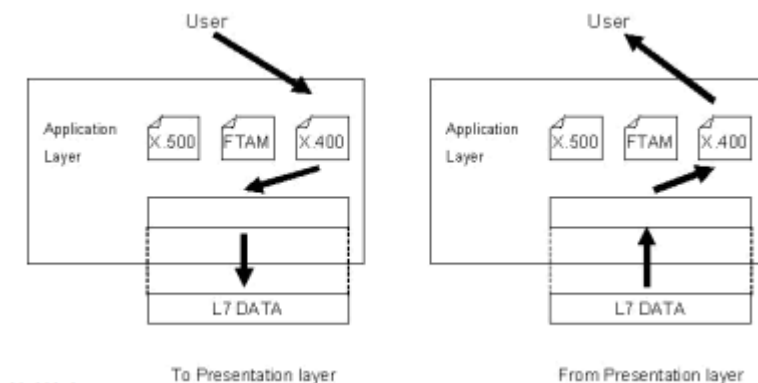 User
Application
Layer
X.500 FTAM X.400
L7 DATA
To Presentation layer
User
Application
Layer
X.500 FTAM X.400
L7 DATA
From Presentation layer